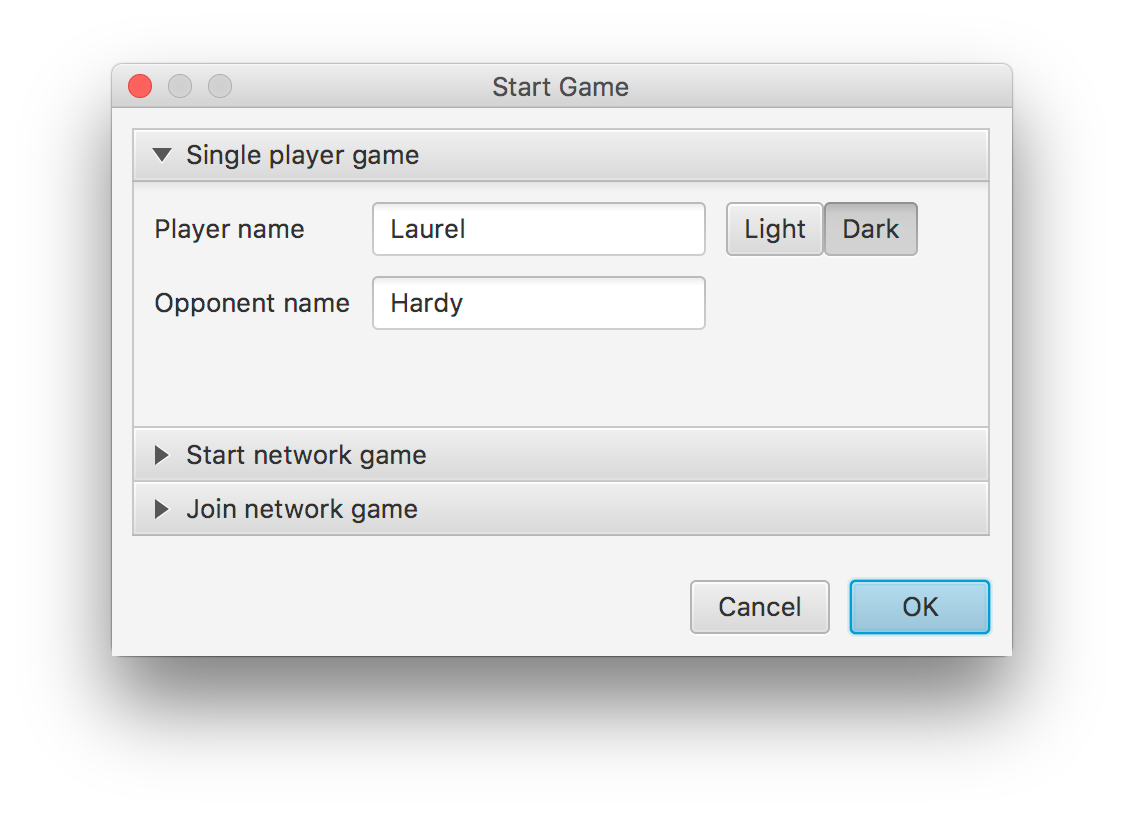 Start Game
Single player game
Player name Laurel Light Dark
Opponent name Hardy
Start network game
Join network game
Cancel OK